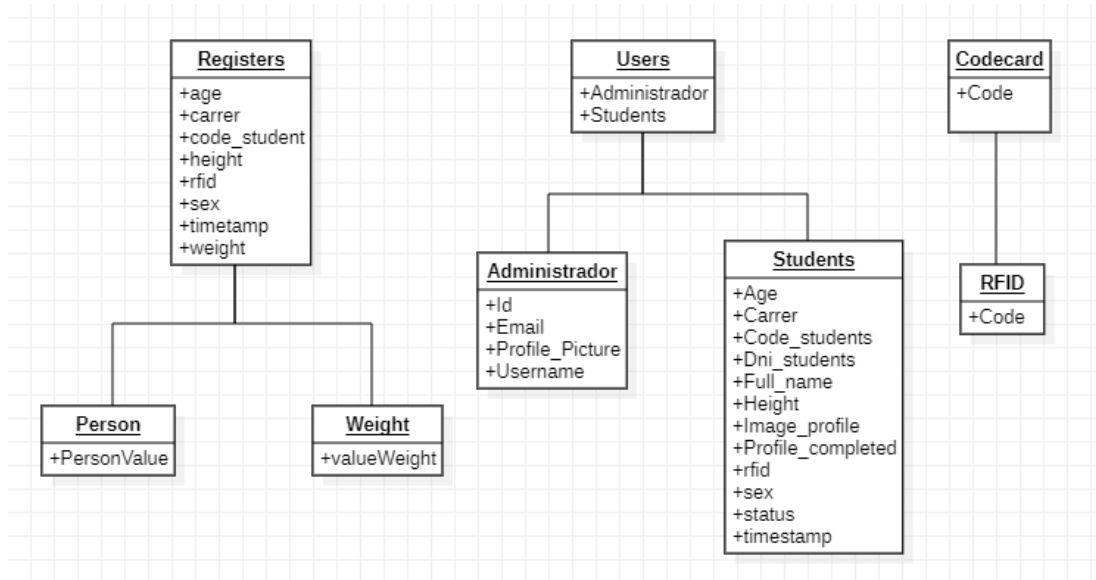 Registers
+age
+carrer
+code_student
+height
+rfid
+sex
+timetamp
+weight
Person
+PersonValue
Weight
+valueWeight
Users
+Administrador
+Students
Administrador
+Id
+Email
+Profile_Picture
+Username
Students
+Age
+Carrer
+Code_students
+Dni_students
+Full_name
+Height
+Image_profile
+Profile_completed
+rfid
+sex
+status
+timestamp
Codecard
+Code
RFID
+Code